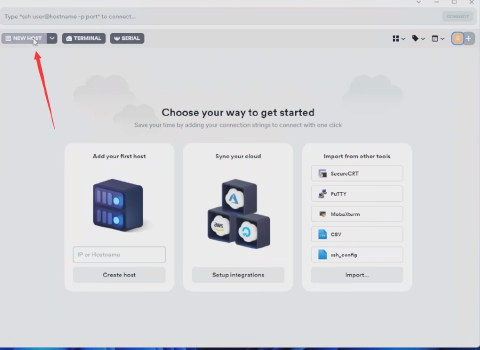 Type "ssh user@hostname -p port" to connect...
CONNECT
NEW HOST
TERMINAL
SERIAL
S
Choose your way to get started
Save your time by adding your connection strings to connect with one click
Add your first host
IP or Hostname
Create host
Sync your cloud
aws
Setup integrations
Import from other tools
SecureCRT
PuTTY
MobaXterm
CSV
ssh_config
Import...